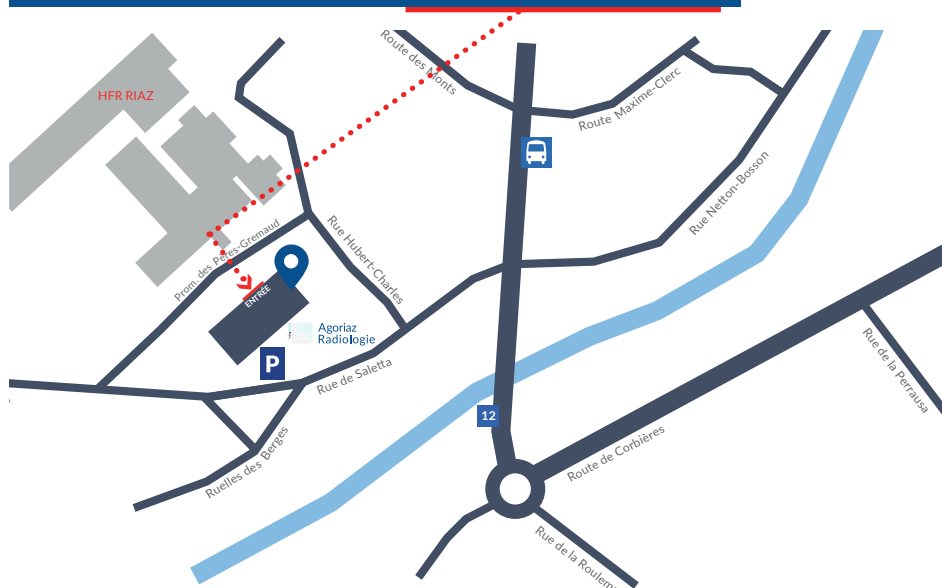 Route des Monts
Route Maxime-Clerc
HFR RIAZ
Rue Netton-Bosson
Prom. des Pères-Gremaud
Rue Hubert-Charles
ENTRÉE
Agoriaz
Radiologie
P
Rue de Saletta
Rue de la Perrausa
12
Route de Corbières
Ruelles des Berges
Rue de la Roulem